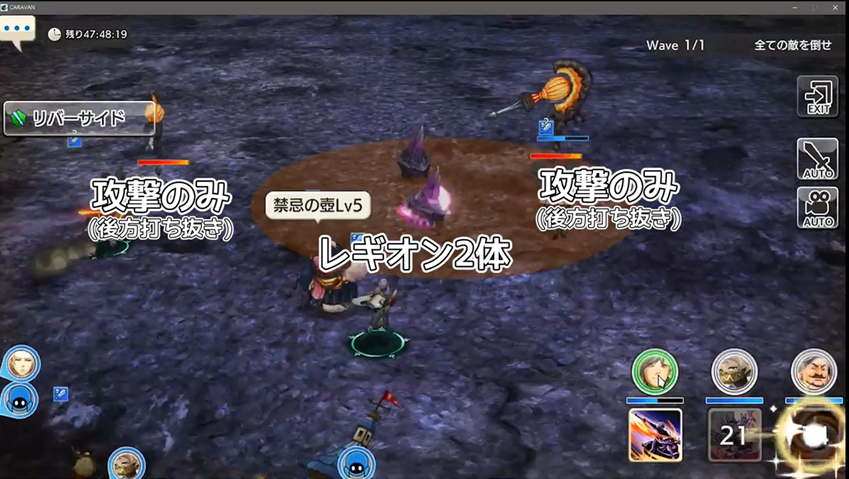 CARAVAN
残り47:48:19
Wave 1/1
全ての敵を倒せ
EXIT
リバーサイド
AUTO
攻撃のみ
(後方打ち抜き)
攻撃のみ
(後方打ち抜き)
禁忌の壺Lv5
AUTO
レギオン2体
21